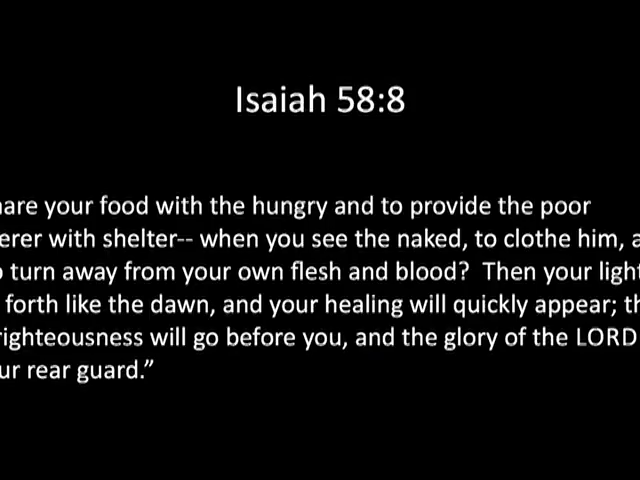 Isaiah 58:8
hare your food with the hungry and to provide the poor
erer with shelter-- when you see the naked, to clothe him, a
o turn away from your own flesh and blood?  Then your light
forth like the dawn, and your healing will quickly appear; th
righteousness will go before you, and the glory of the LORD
ur rear guard.”